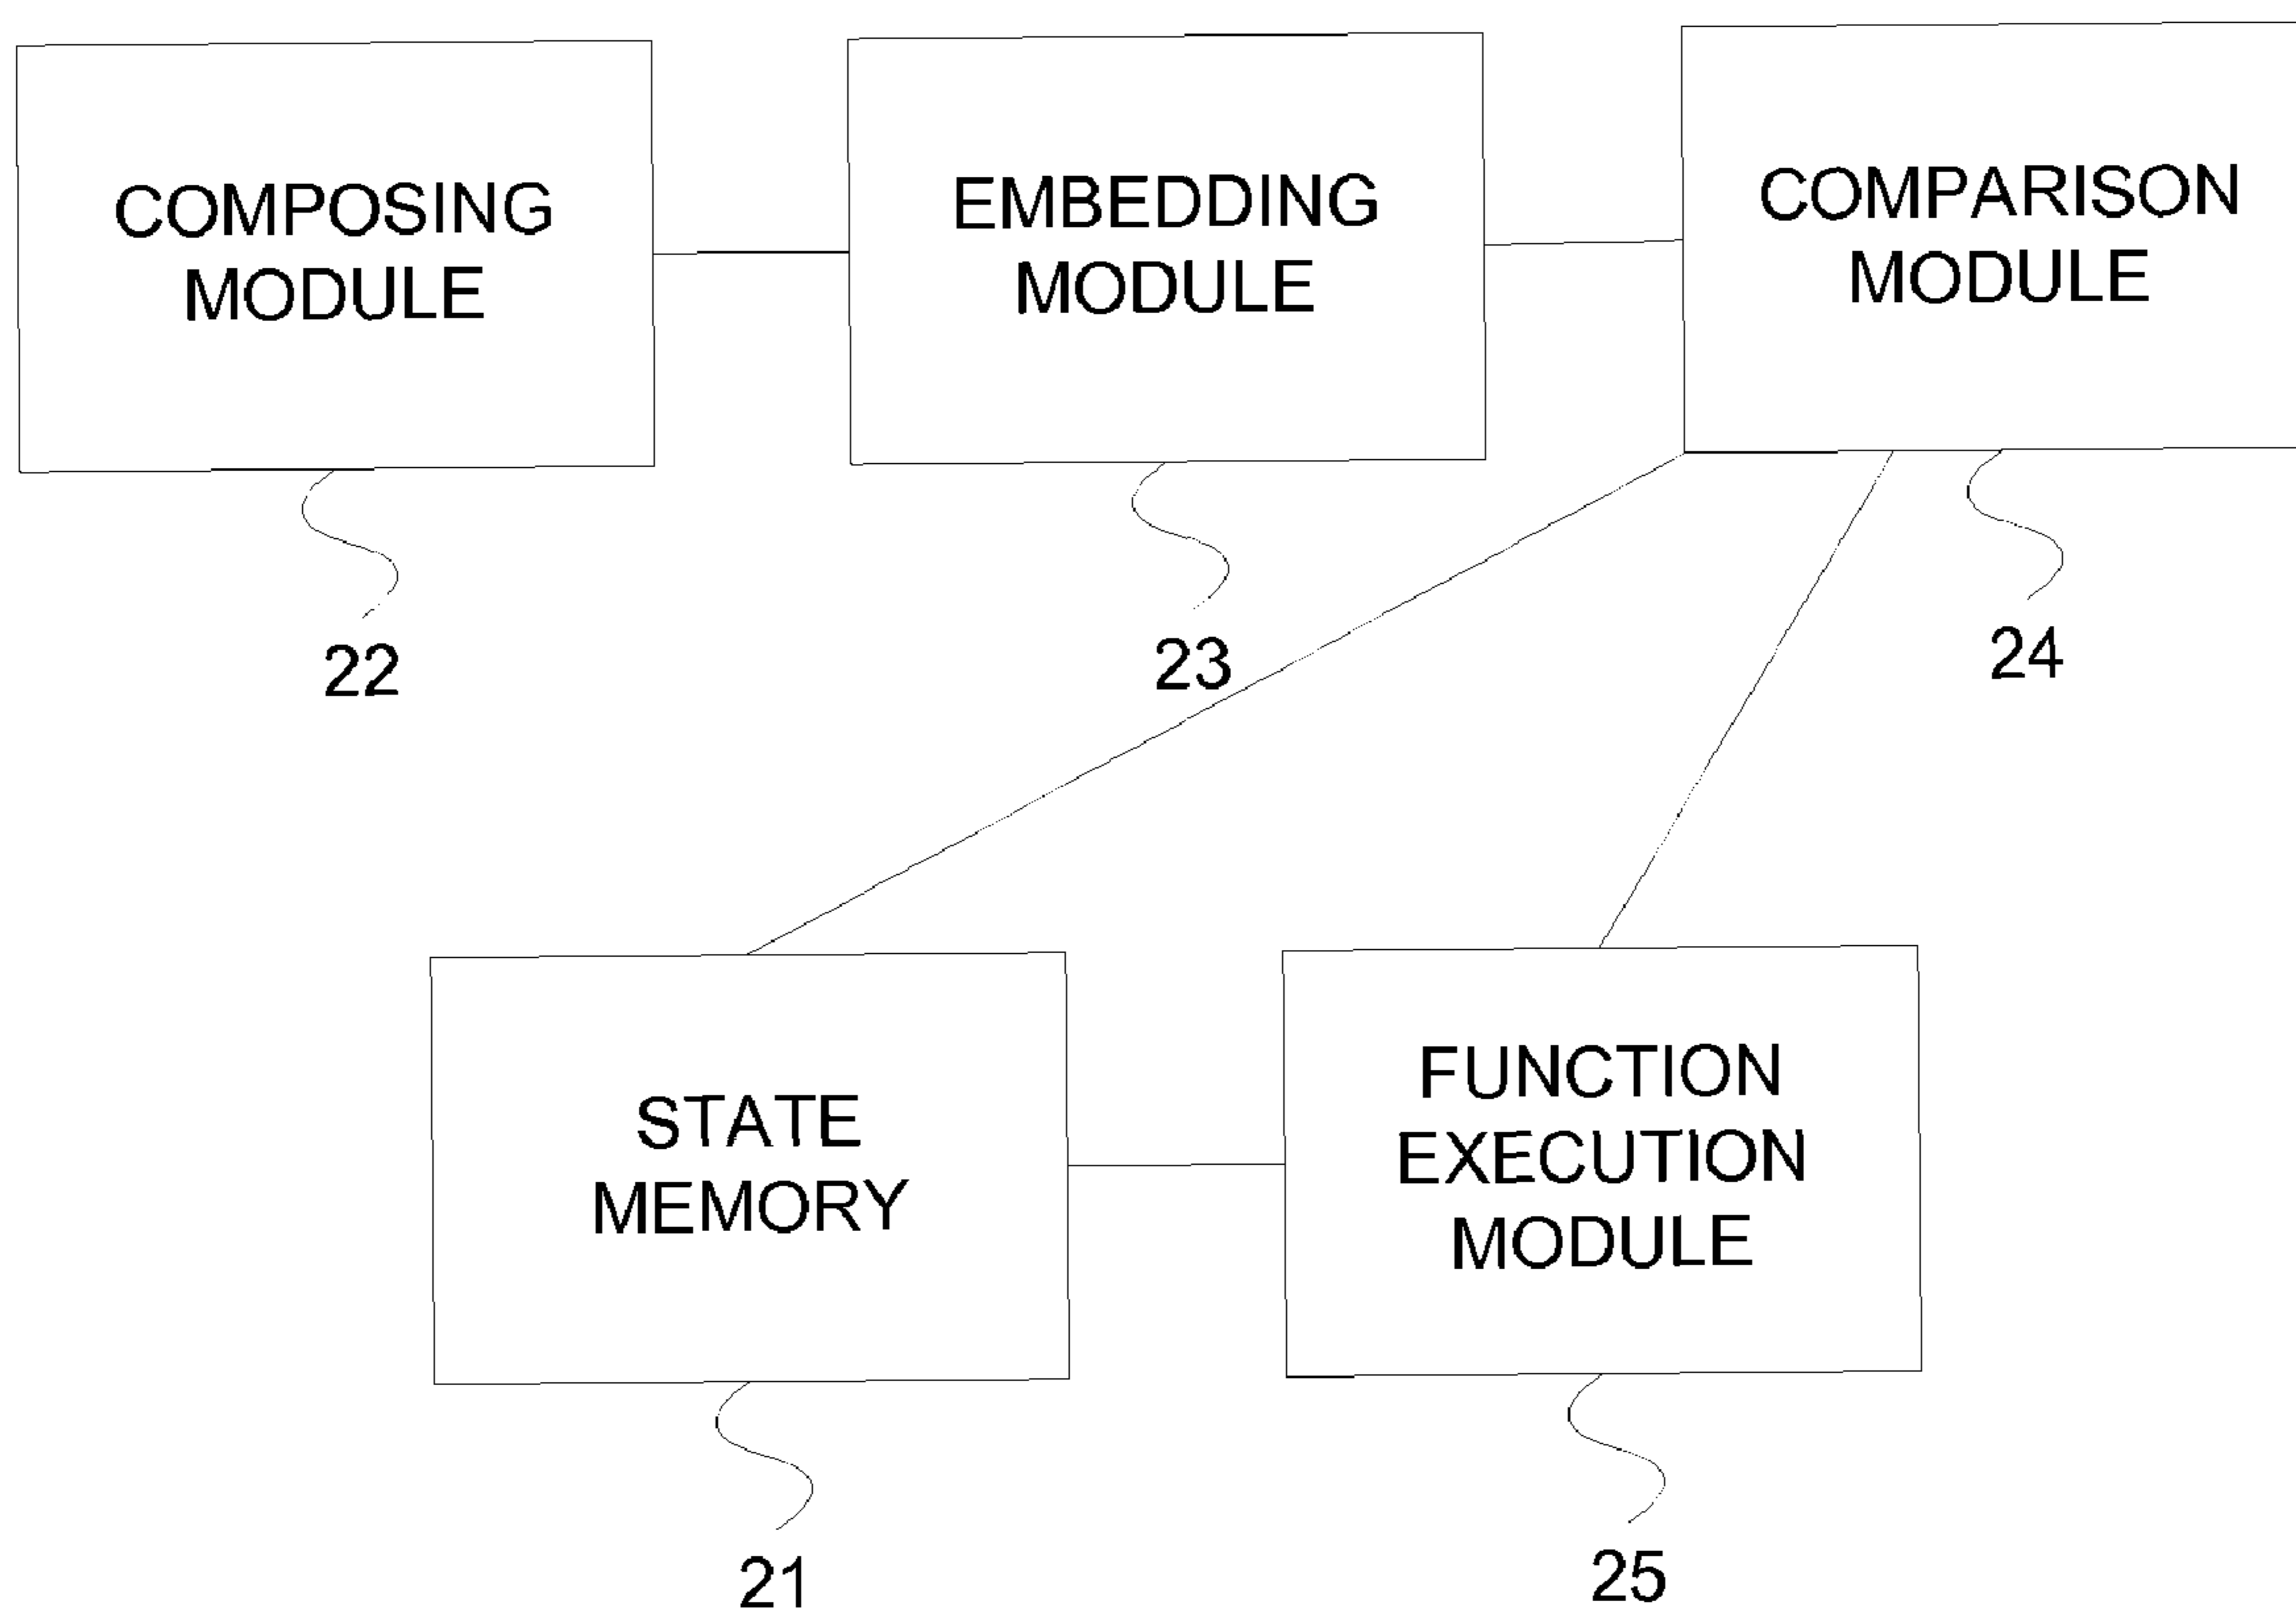 COMPOSING
MODULE
EMBEDDING
MODULE
COMPARISON
MODULE
22
23
24
STATE
MEMORY
FUNCTION
EXECUTION
MODULE
21
25